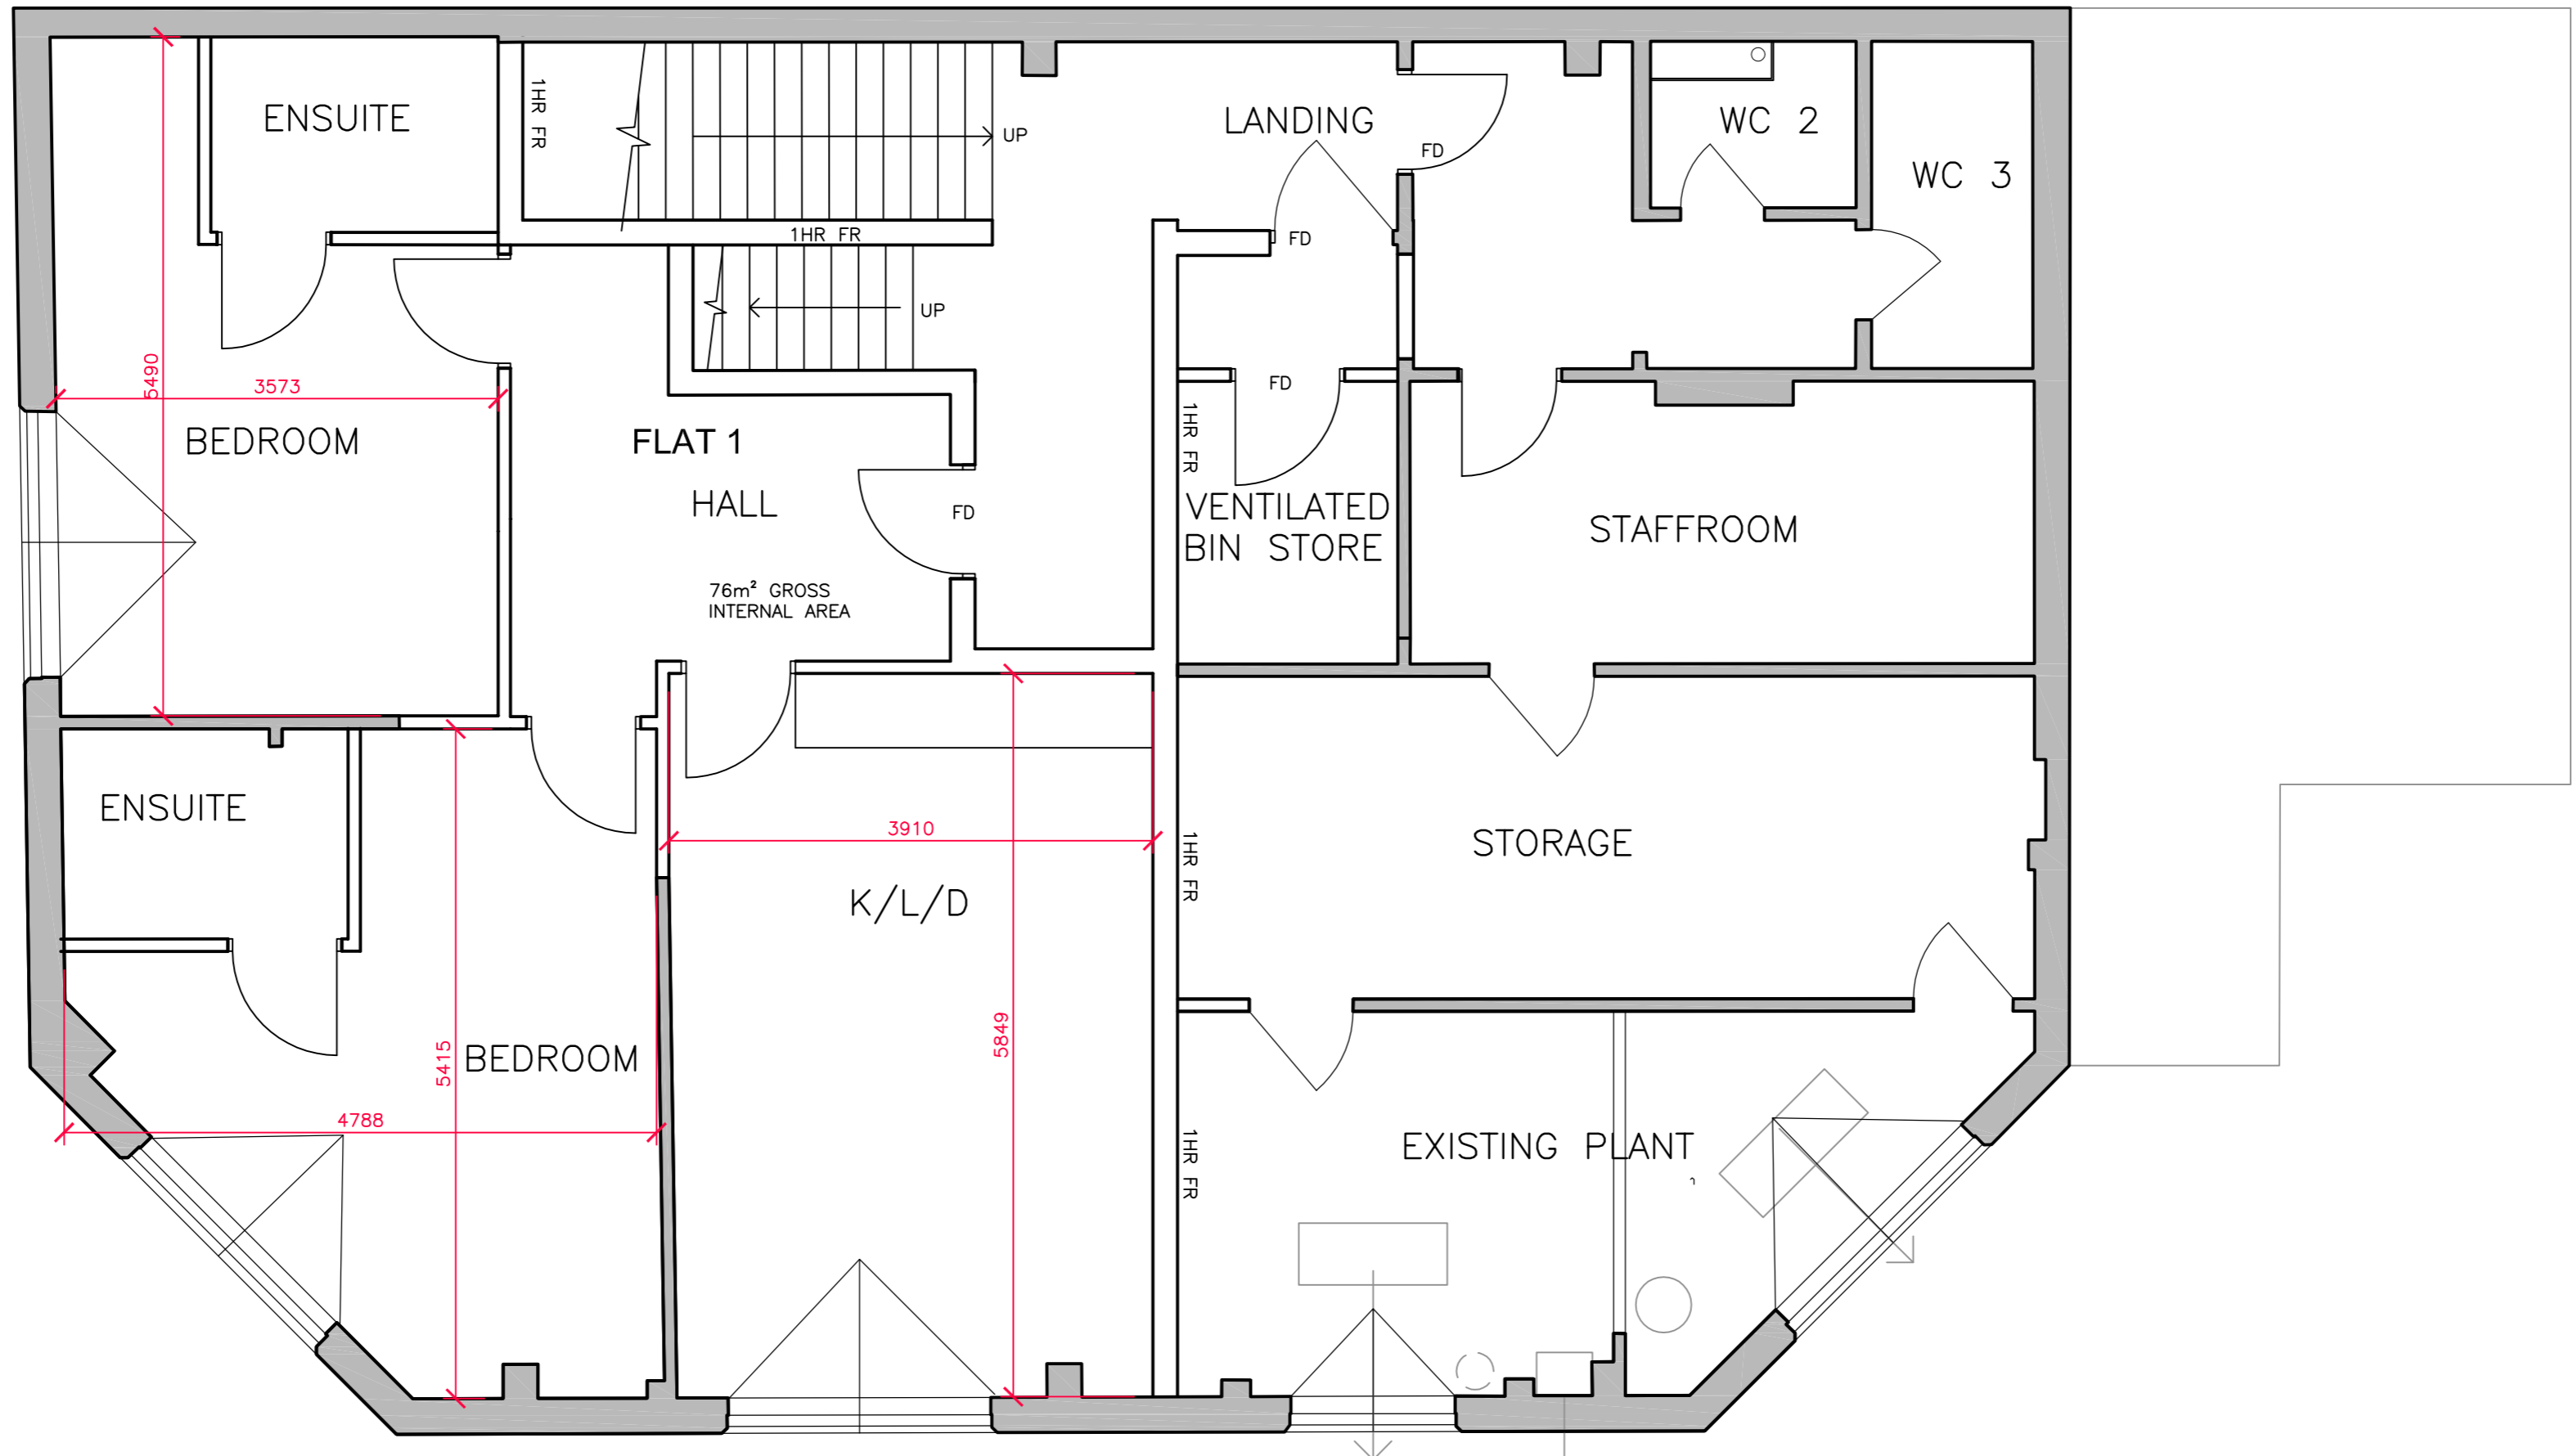 ENSUITE
1HR FR
UP
LANDING
FD
WC 2
WC 3
1HR FR
FD
UP
5490
3573
FD
BEDROOM
FLAT 1
1HR FR
HALL
FD
VENTILATED
BIN STORE
STAFFROOM
76m² GROSS
INTERNAL AREA
ENSUITE
3910
STORAGE
1HR FR
K/L/D
5849
5415
BEDROOM
4788
EXISTING PLANT
1HR FR